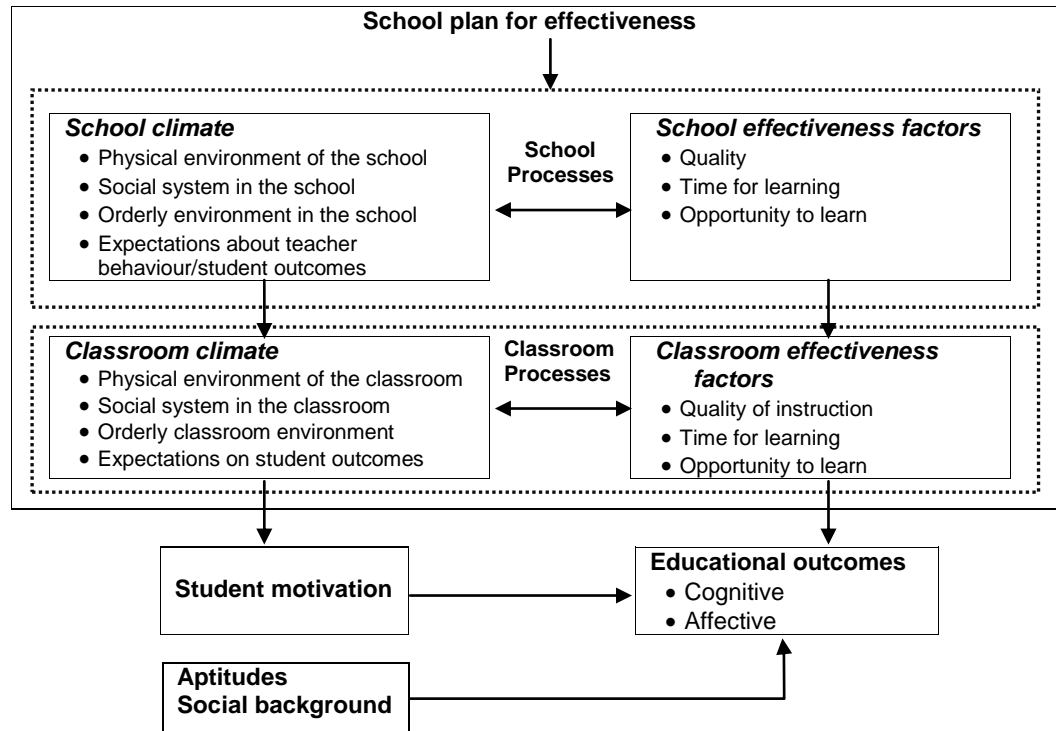 School plan for effectiveness
School climate
• Physical environment of the school
• Social system in the school
• Orderly environment in the school
• Expectations about teacher
behaviour/student outcomes
School
Processes
School effectiveness factors
• Quality
• Time for learning
• Opportunity to learn
Classroom climate
• Physical environment of the classroom
• Social system in the classroom
• Orderly classroom environment
• Expectations on student outcomes
Classroom
Processes
Classroom effectiveness
factors
• Quality of instruction
• Time for learning
• Opportunity to learn
Student motivation
Educational outcomes
• Cognitive
• Affective
Aptitudes
Social background